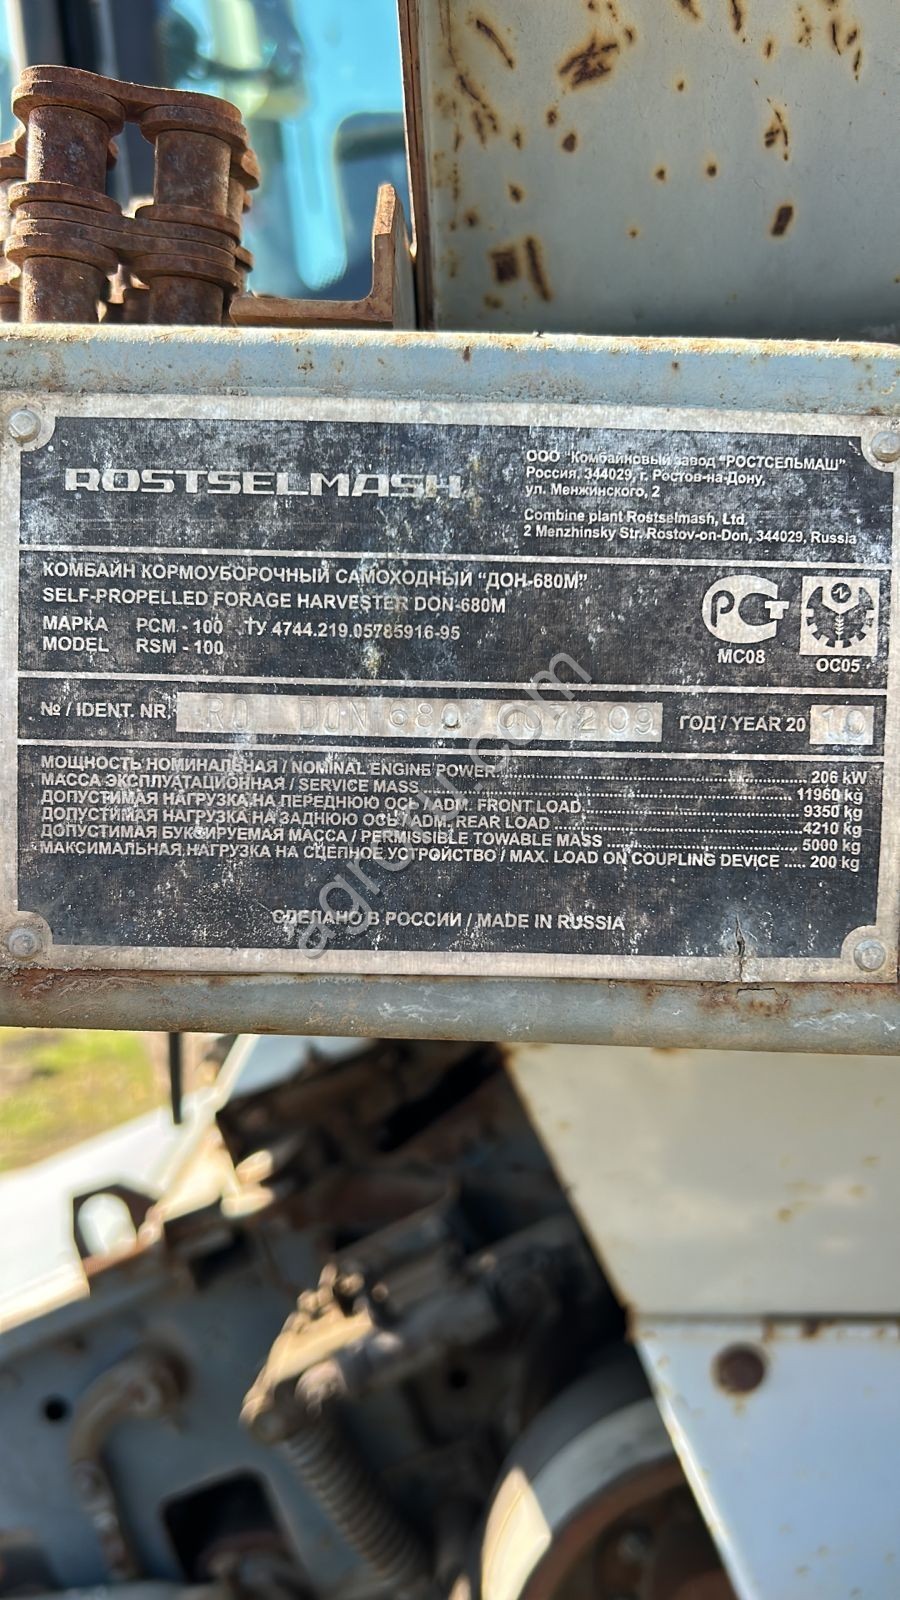 ROSTSELMASH
ООО "Комбайновый завод "РОСТСЕЛЬМАШ"
Россия, 344029, г. Ростов-на-Дону,
ул. Менжинского, 2
Combine plant Rostselmash, Ltd.
2 Menzhinsky Str. Rostov-on-Don, 344029, Russia
КОМБАЙН КОРМОУБОРОЧНЫЙ САМОХОДНЫЙ "ДОН-680М"
SELF-PROPELLED FORAGE HARVESTER DON-680M
МАРКА РСМ - 100 ТУ 4744.219.05785916-95
MODEL RSM - 100
РСТ
МС08
ОС05
№ / IDENT. NR. R0 DON 680 007209 ГОД / YEAR 20 10
МОЩНОСТЬ НОМИНАЛЬНАЯ / NOMINAL ENGINE POWER 206 kW
МАССА ЭКСПЛУАТАЦИОННАЯ / SERVICE MASS 11960 kg
ДОПУСТИМАЯ НАГРУЗКА НА ПЕРЕДНЮЮ ОСЬ / ADM. FRONT LOAD 9350 kg
ДОПУСТИМАЯ НАГРУЗКА НА ЗАДНЮЮ ОСЬ / ADM. REAR LOAD 4210 kg
ДОПУСТИМАЯ БУКСИРУЕМАЯ МАССА / PERMISSIBLE TOWABLE MASS 5000 kg
МАКСИМАЛЬНАЯ НАГРУЗКА НА СЦЕПНОЕ УСТРОЙСТВО / MAX. LOAD ON COUPLING DEVICE ..... 200 kg
СДЕЛАНО В РОССИИ / MADE IN RUSSIA